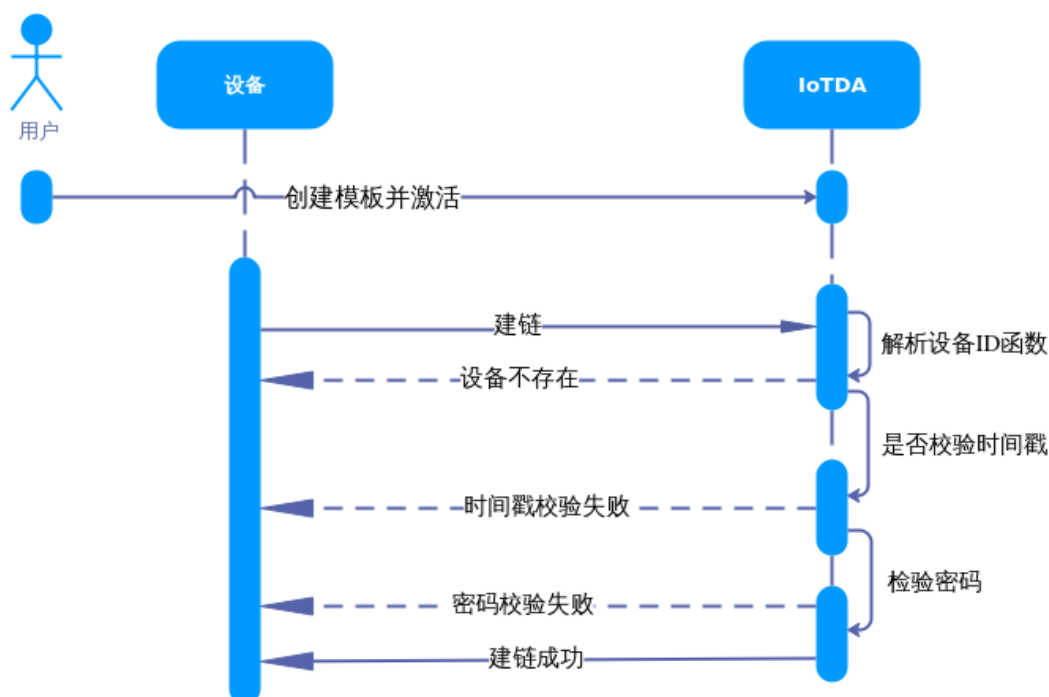 设备
IoTDA
用户
创建模板并激活
建链
解析设备ID函数
设备不存在
是否校验时间戳
时间戳校验失败
检验密码
密码校验失败
建链成功